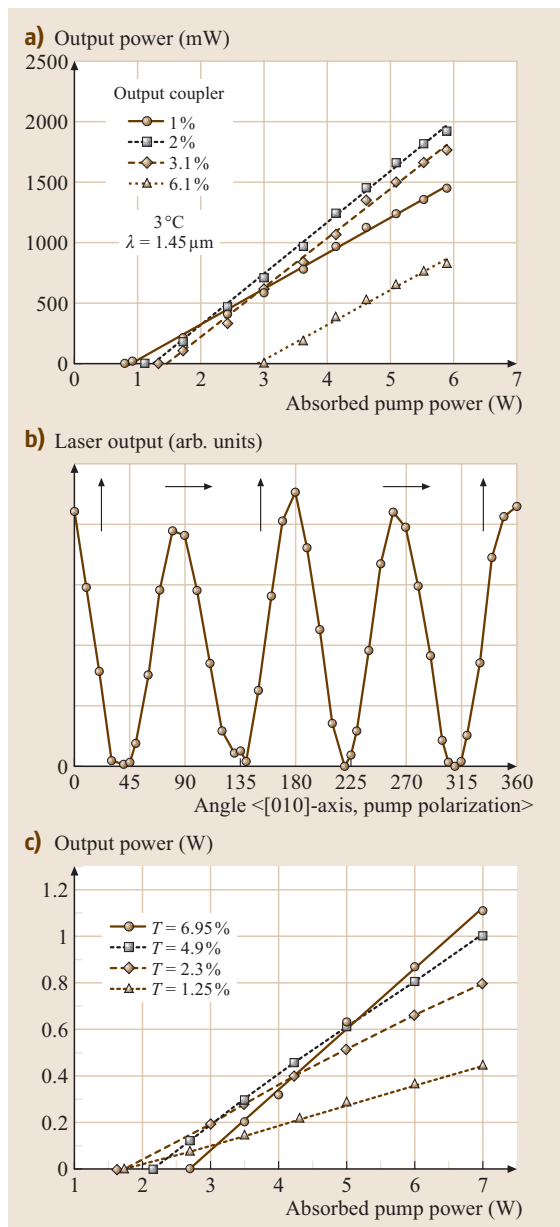 a) Output power (mW)
2500
2000
1500
1000
500
0
Output coupler
1%
2%
3.1%
6.1%
3 °C
λ = 1.45 μm
0 1 2 3 4 5 6 7
Absorbed pump power (W)
b) Laser output (arb. units)
0
0 45 90 135 180 225 270 315 360
Angle <[010]-axis, pump polarization>
c) Output power (W)
1.2
1
0.8
0.6
0.4
0.2
0
T = 6.95%
T = 4.9%
T = 2.3%
T = 1.25%
1 2 3 4 5 6 7
Absorbed pump power (W)